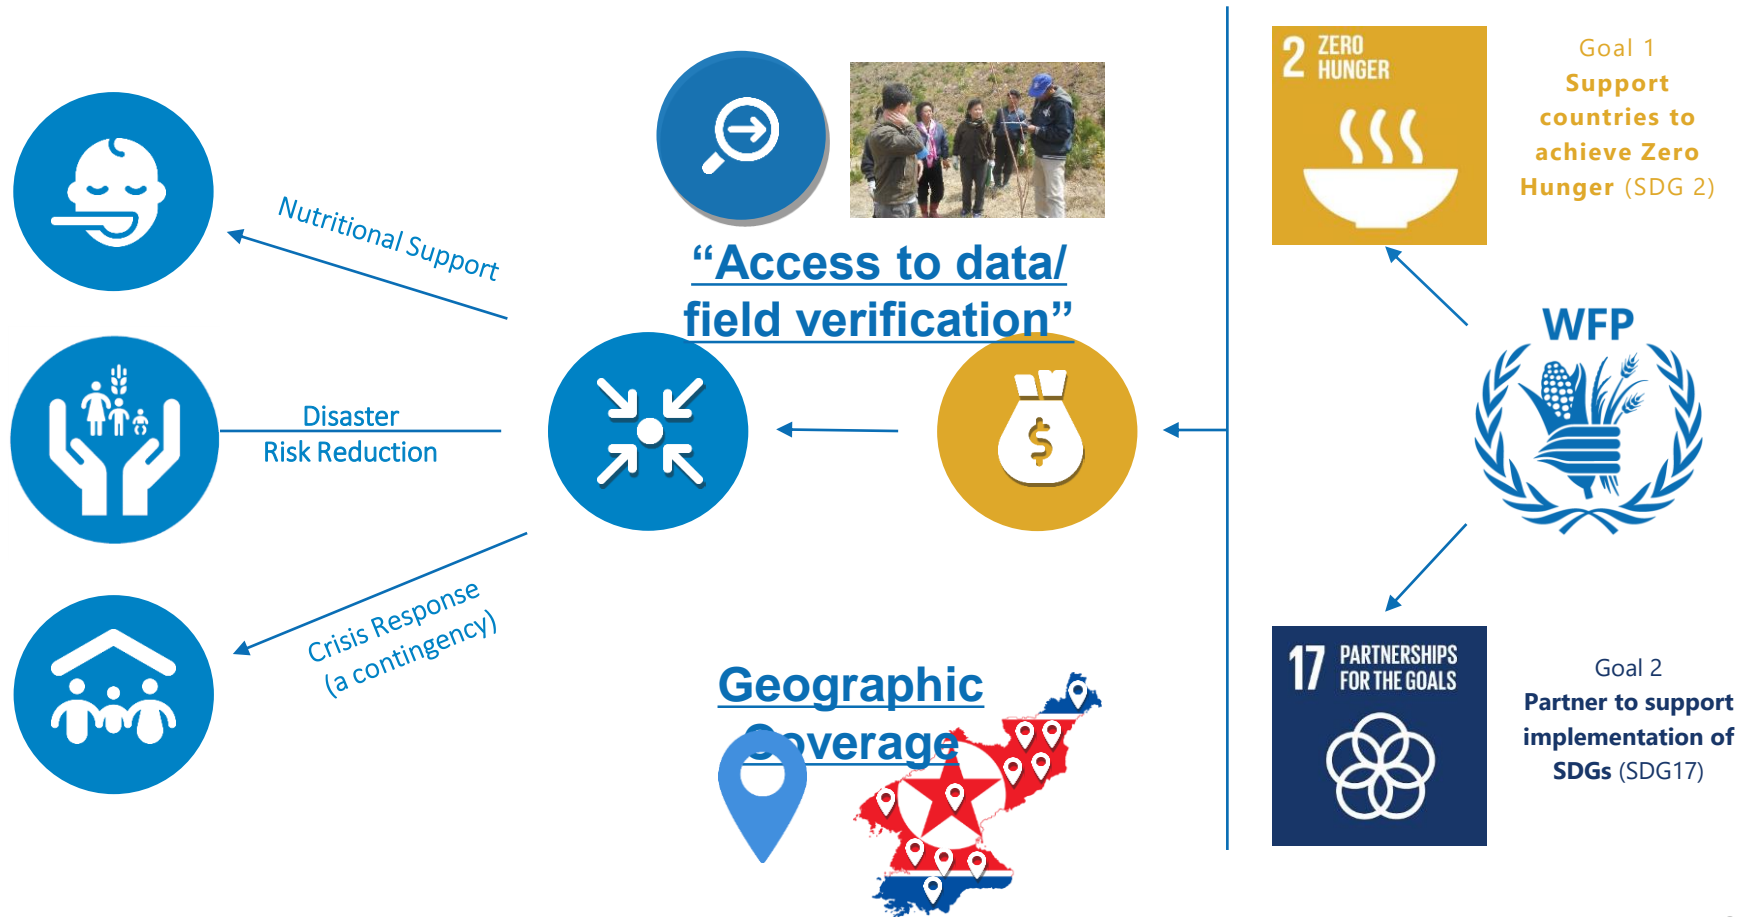 Nutritional Support
Disaster
Risk Reduction
Crisis Response
(a contingency)
“Access to data/
field verification”
$
Geographic
Coverage
2 ZERO
HUNGER
Goal 1
Support
countries to
achieve Zero
Hunger (SDG 2)
WFP
17 PARTNERSHIPS
FOR THE GOALS
Goal 2
Partner to support
implementation of
SDGs (SDG17)